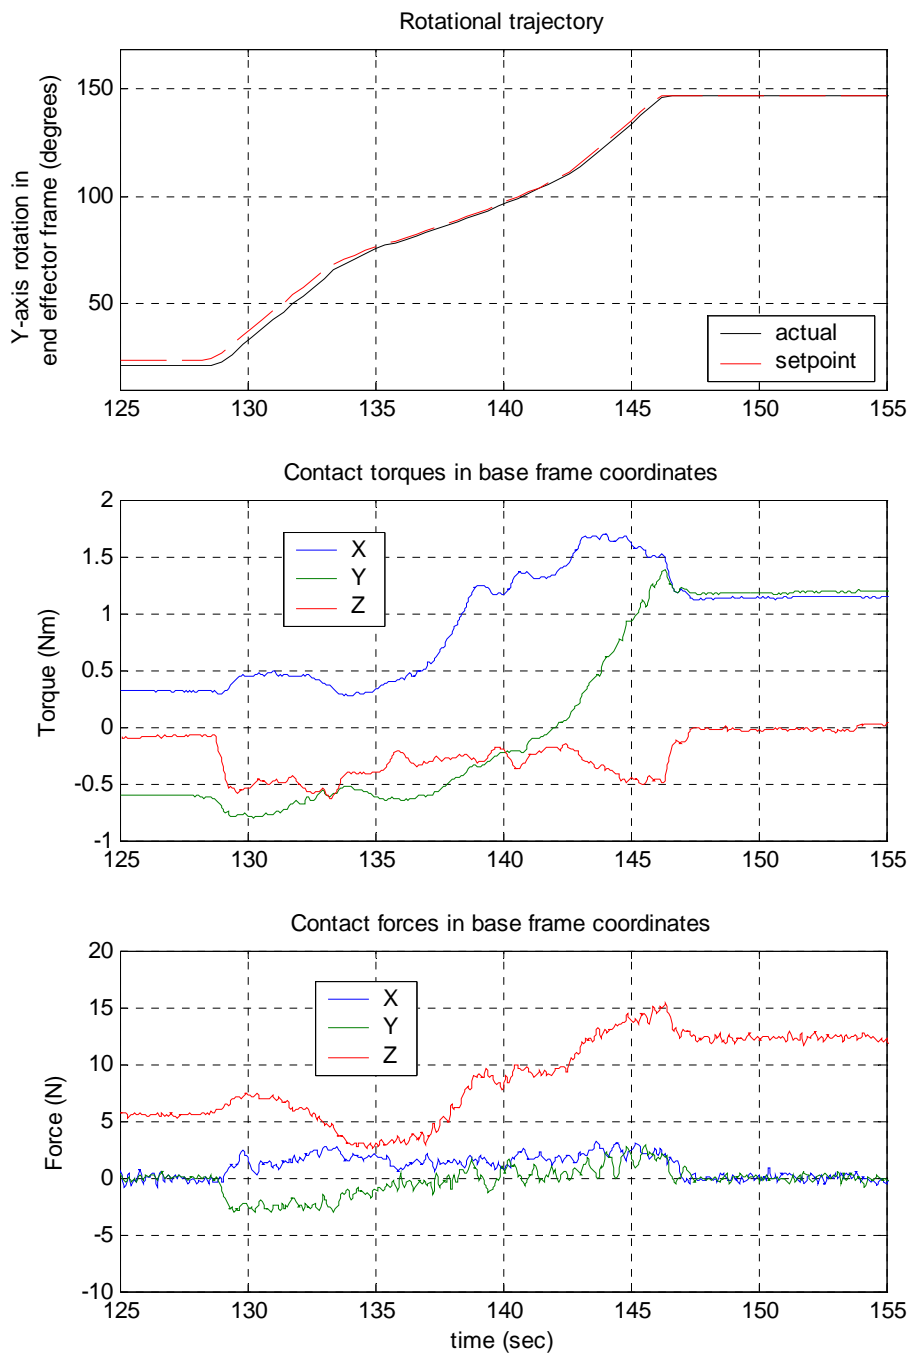 Rotational trajectory
Y-axis rotation in
end effector frame (degrees)
150
100
50
actual
setpoint
125 130 135 140 145 150 155
Contact torques in base frame coordinates
Torque (Nm)
2
1.5
1
0.5
0
-0.5
-1
X
Y
Z
125 130 135 140 145 150 155
Contact forces in base frame coordinates
Force (N)
20
15
10
5
0
-5
-10
X
Y
Z
125 130 135 140 145 150 155
time (sec)